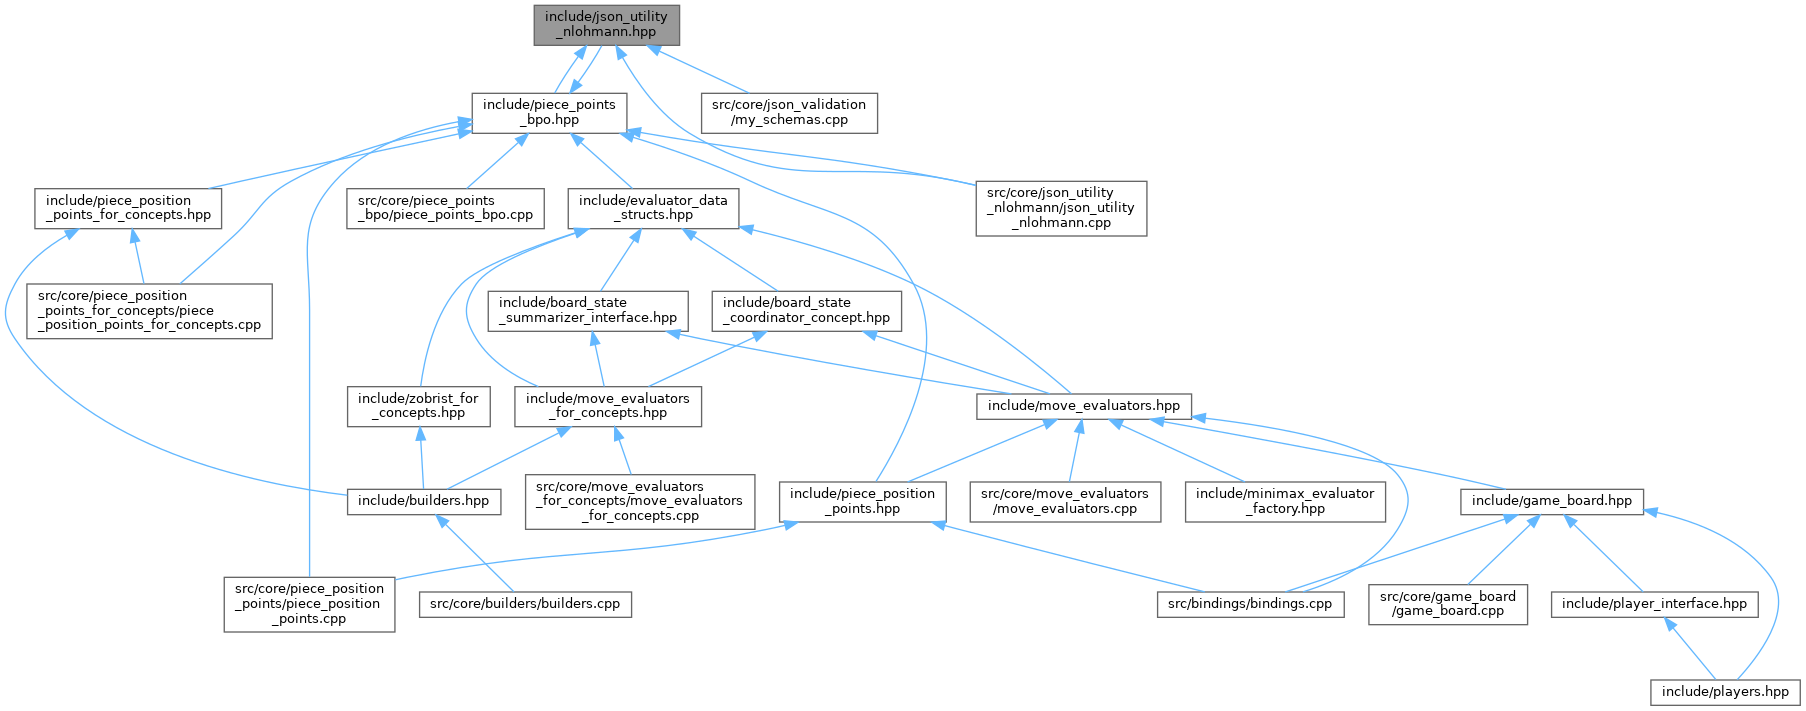 include/json_utility
_nlohmann.hpp
include/piece_points
_bpo.hpp
src/core/json_validation
/my_schemas.cpp
include/piece_position
_points_for_concepts.hpp
src/core/piece_points
_bpo/piece_points_bpo.cpp
include/evaluator_data
_structs.hpp
src/core/json_utility
_nlohmann/json_utility
_nlohmann.cpp
src/core/piece_position
_points_for_concepts/piece
_position_points_for_concepts.cpp
include/board_state
_summarizer_interface.hpp
include/board_state
_coordinator_concept.hpp
include/zobrist_for
_concepts.hpp
include/move_evaluators
_for_concepts.hpp
include/move_evaluators.hpp
include/builders.hpp
src/core/move_evaluators
_for_concepts/move_evaluators
_for_concepts.cpp
include/piece_position
_points.hpp
src/core/move_evaluators
/move_evaluators.cpp
include/minimax_evaluator
_factory.hpp
include/game_board.hpp
src/core/piece_position
_points/piece_position
_points.cpp
src/core/builders/builders.cpp
src/bindings/bindings.cpp
src/core/game_board
/game_board.cpp
include/player_interface.hpp
include/players.hpp